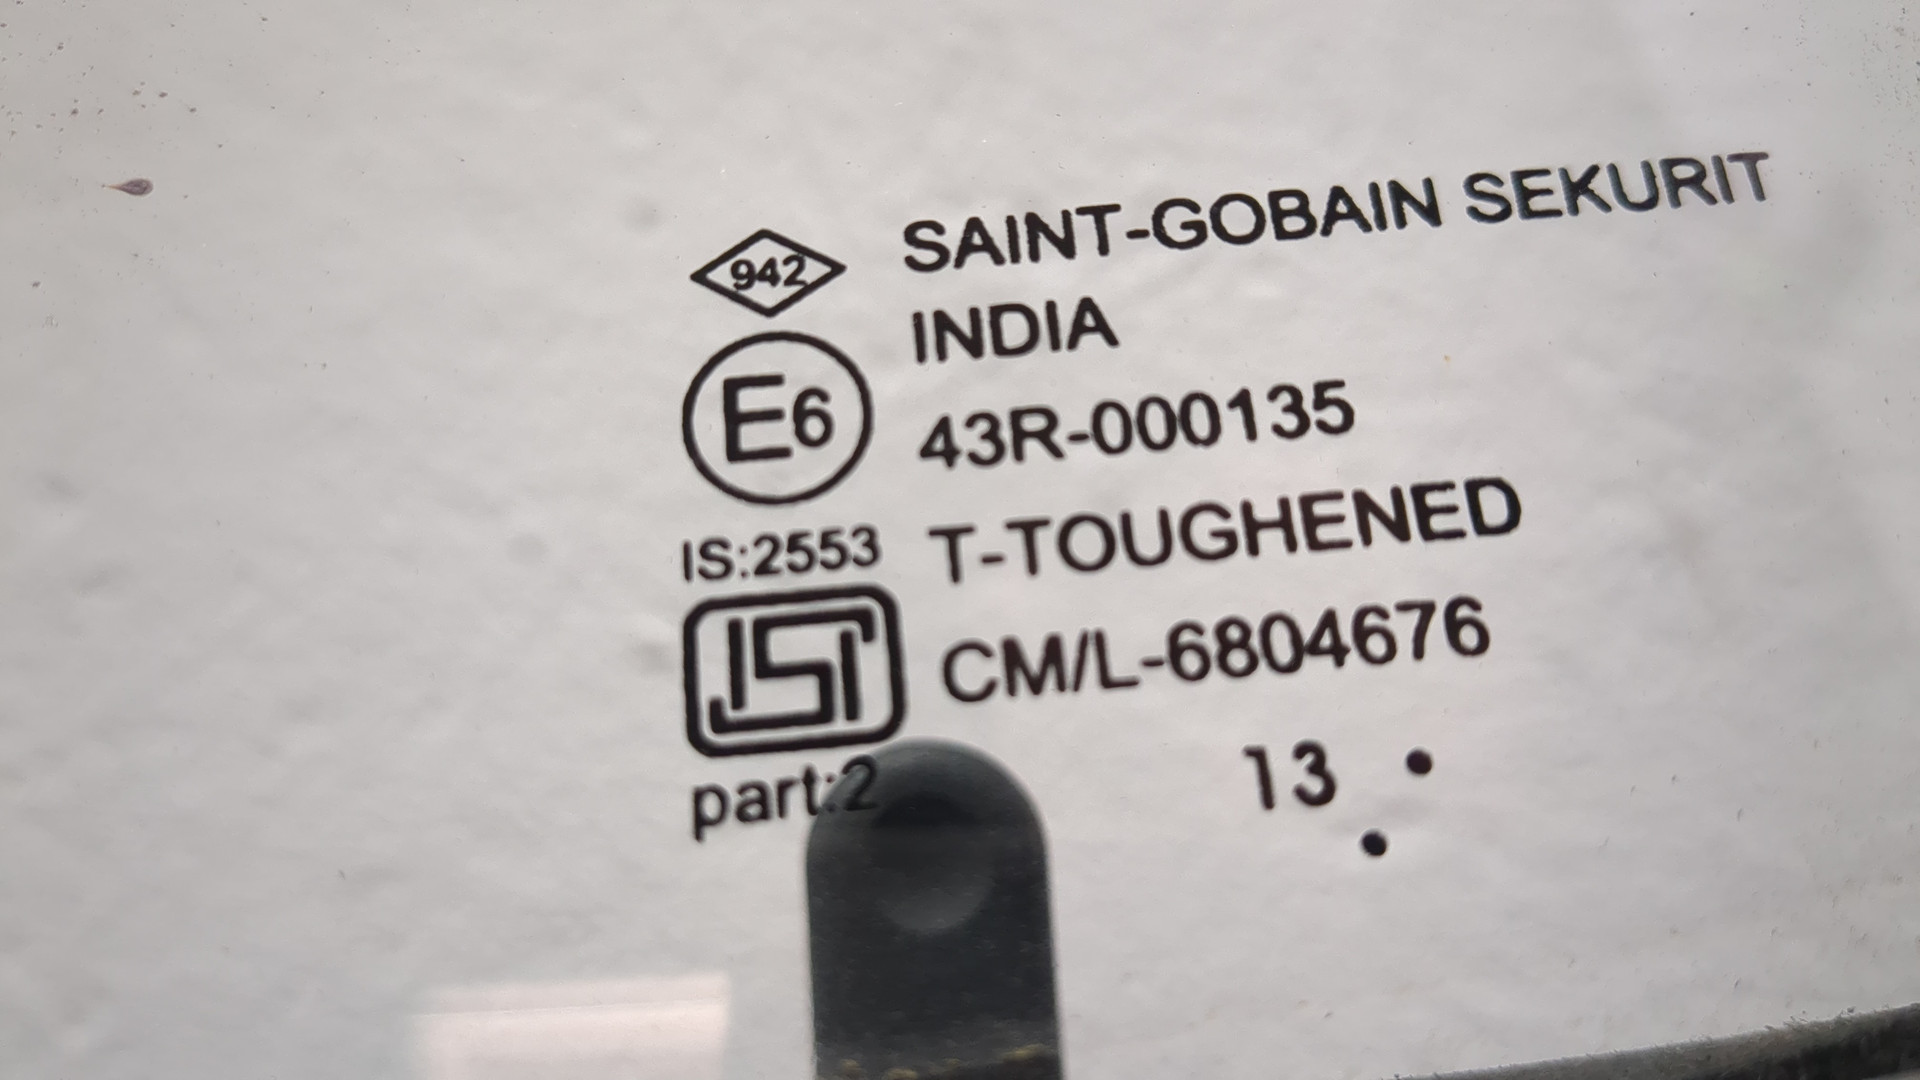 942 SAINT-GOBAIN SEKURIT
INDIA
E6 43R-000135
IS:2553 T-TOUGHENED
ISI CM/L-6804676
part:2 13 . .